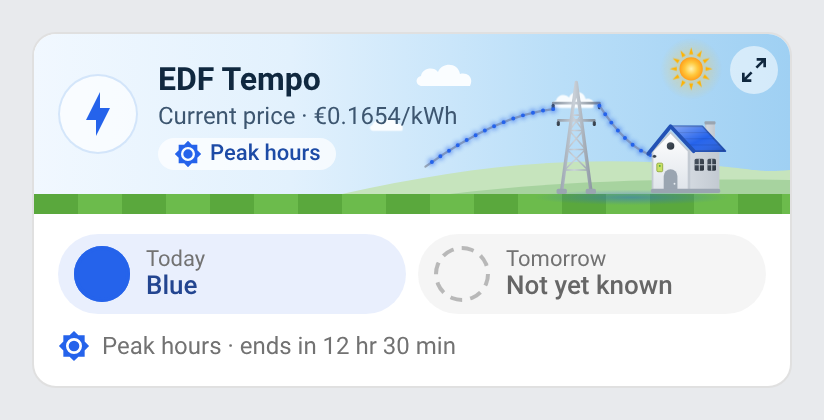 EDF Tempo
Current price · €0.1654/kWh
Peak hours
Today
Blue
Tomorrow
Not yet known
Peak hours · ends in 12 hr 30 min